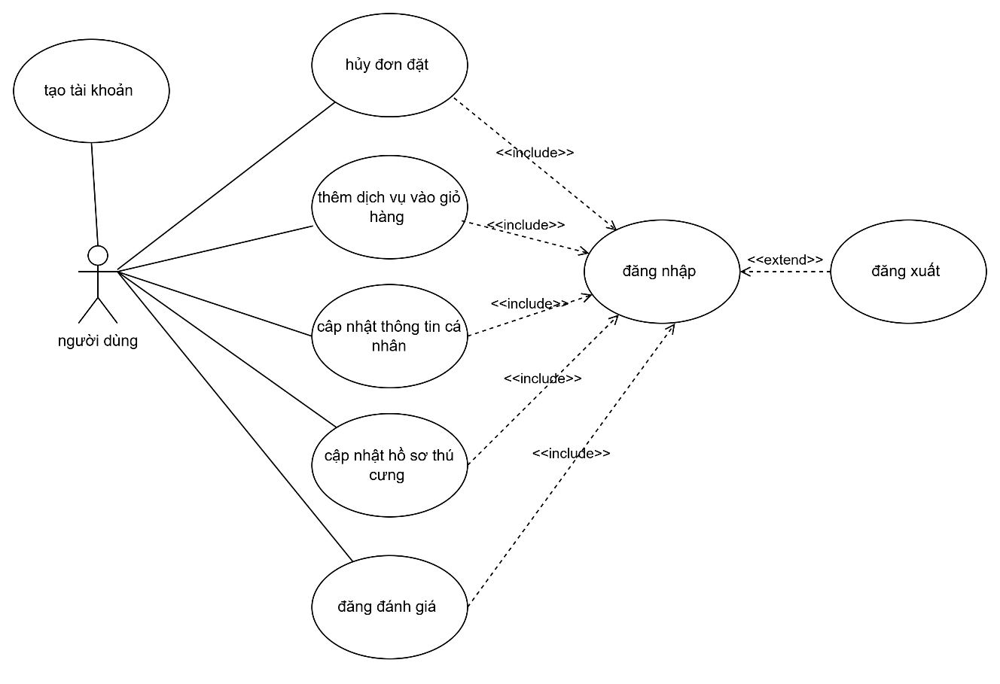 hủy đơn đặt
tạo tài khoản
<<include>>
thêm dịch vụ vào giỏ
hàng
<<include>>
<<extend>>
đăng nhập
đăng xuất
<<include>>
câp nhật thông tin cá
nhân
người dùng
<<include>>
cập nhật hồ sơ thú
cưng
<<include>>
đăng đánh giá